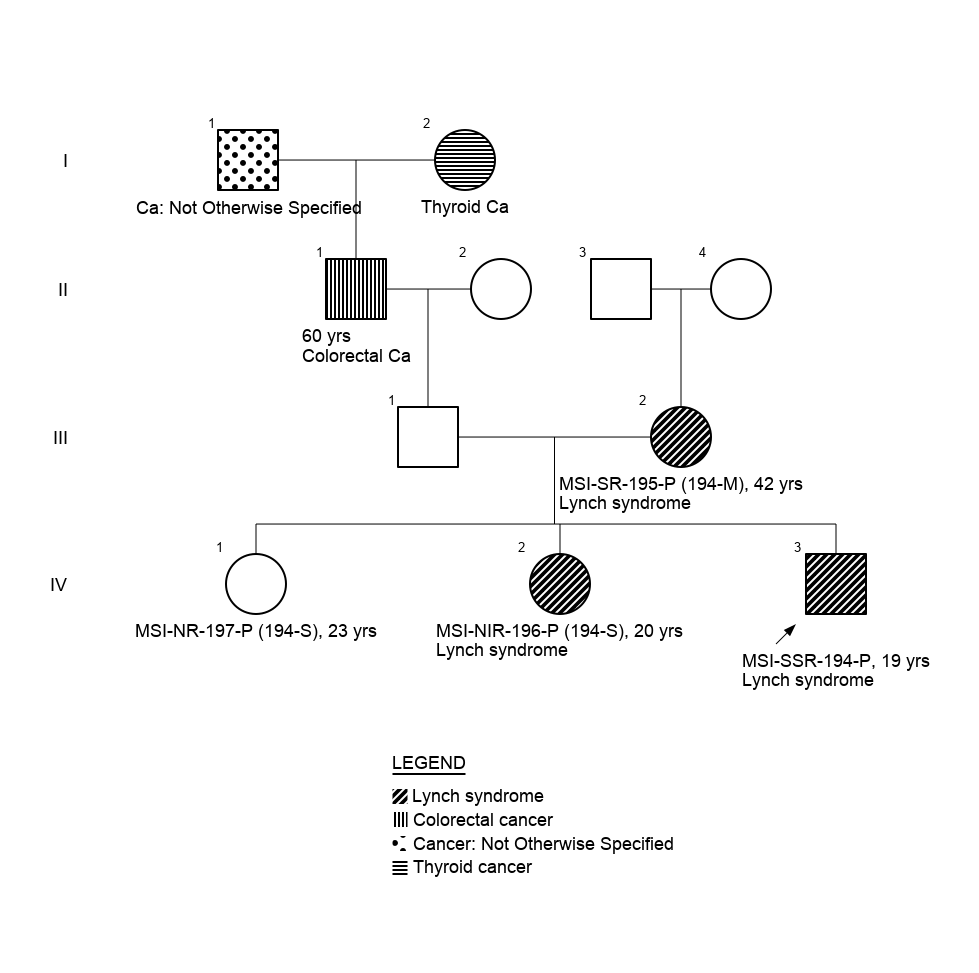 1
2
I
Ca: Not Otherwise Specified
Thyroid Ca
1
2
3
4
II
60 yrs
Colorectal Ca
1
2
III
MSI-SR-195-P (194-M), 42 yrs
Lynch syndrome
1
2
3
IV
MSI-NR-197-P (194-S), 23 yrs
MSI-NIR-196-P (194-S), 20 yrs
Lynch syndrome
MSI-SSR-194-P, 19 yrs
Lynch syndrome
LEGEND
Lynch syndrome
Colorectal cancer
Cancer: Not Otherwise Specified
Thyroid cancer